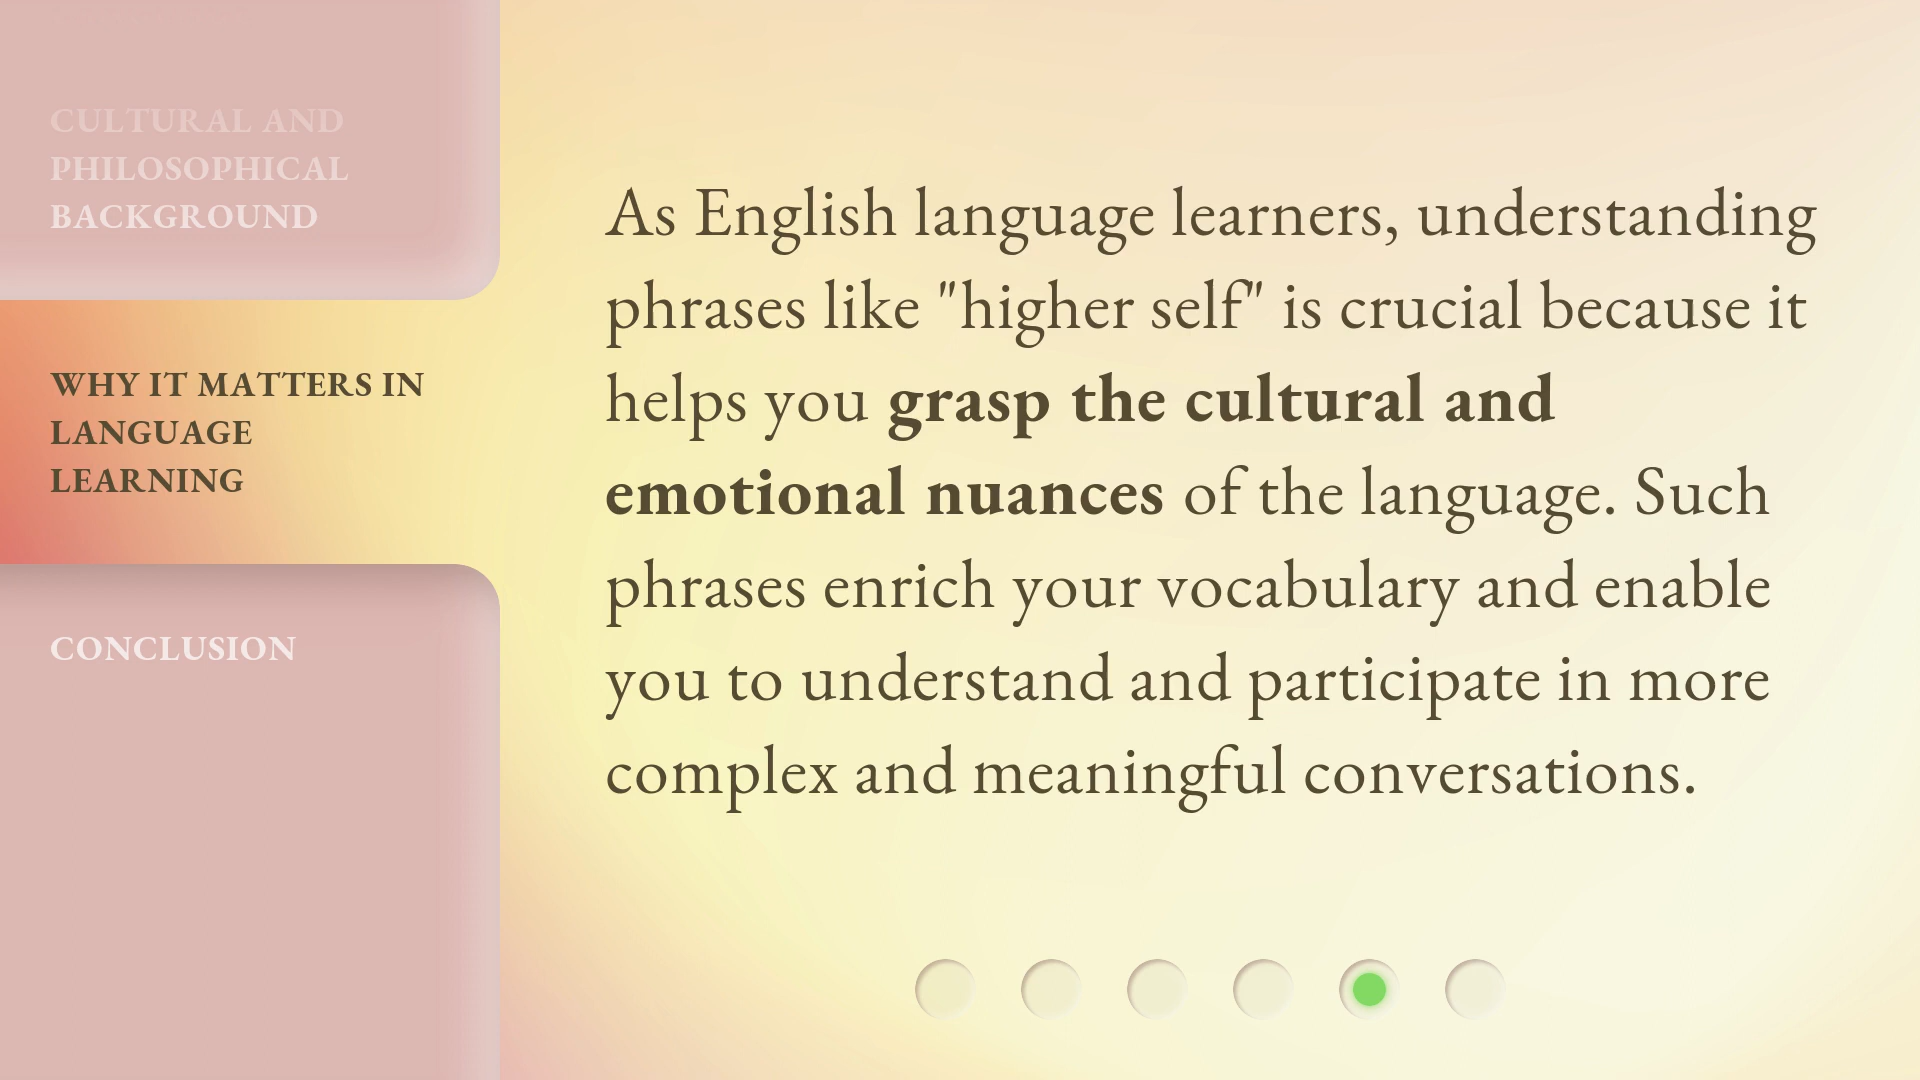 CULTURAL AND
PHILOSOPHICAL
BACKGROUND
WHY IT MATTERS IN
LANGUAGE
LEARNING
CONCLUSION
As English language learners, understanding
phrases like "higher self" is crucial because it
helps you grasp the cultural and
emotional nuances of the language. Such
phrases enrich your vocabulary and enable
you to understand and participate in more
complex and meaningful conversations.